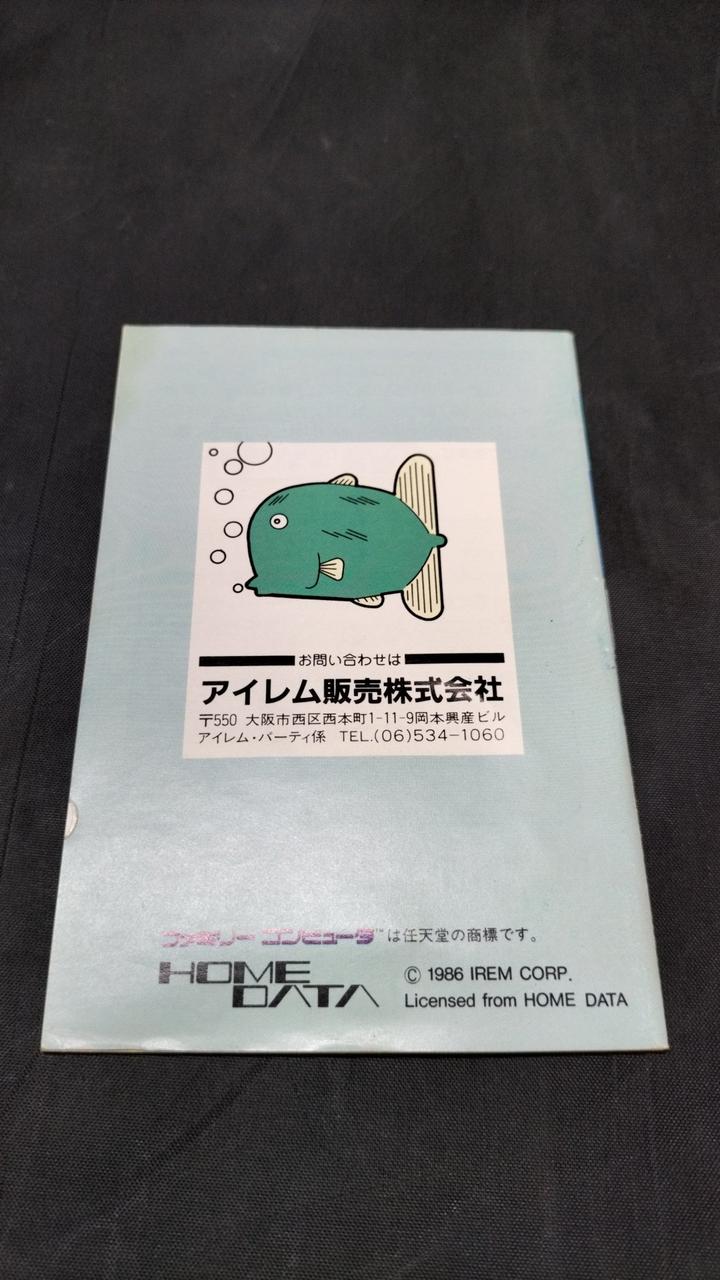 お問い合わせは
アイレム販売株式会社
〒550 大阪市西区西本町1-11-9岡本興産ビル
アイレム・パーティ係 TEL.(06)534-1060
ファミリーコンピュータ™は任天堂の商標です。
HOME DATA
© 1986 IREM CORP.
Licensed from HOME DATA